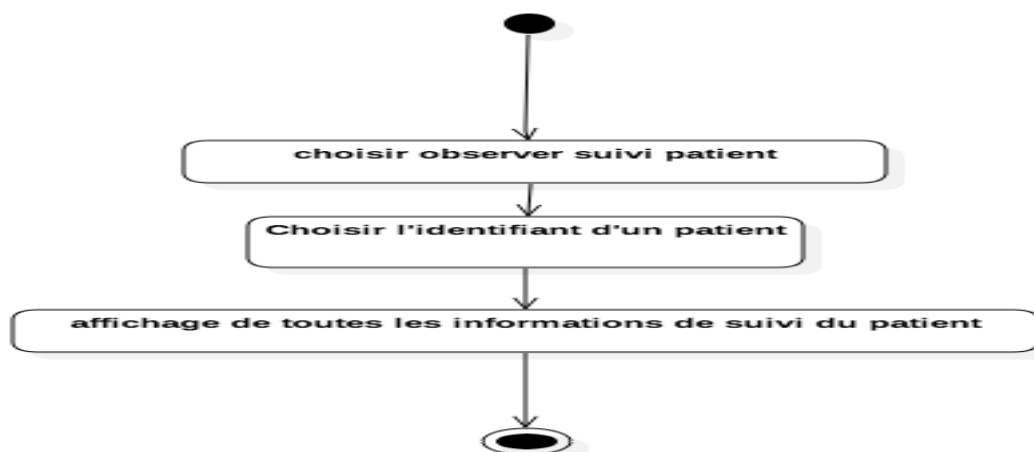 choisir observer suivi patient
Choisir l'identifiant d'un patient
affichage de toutes les informations de suivi du patient